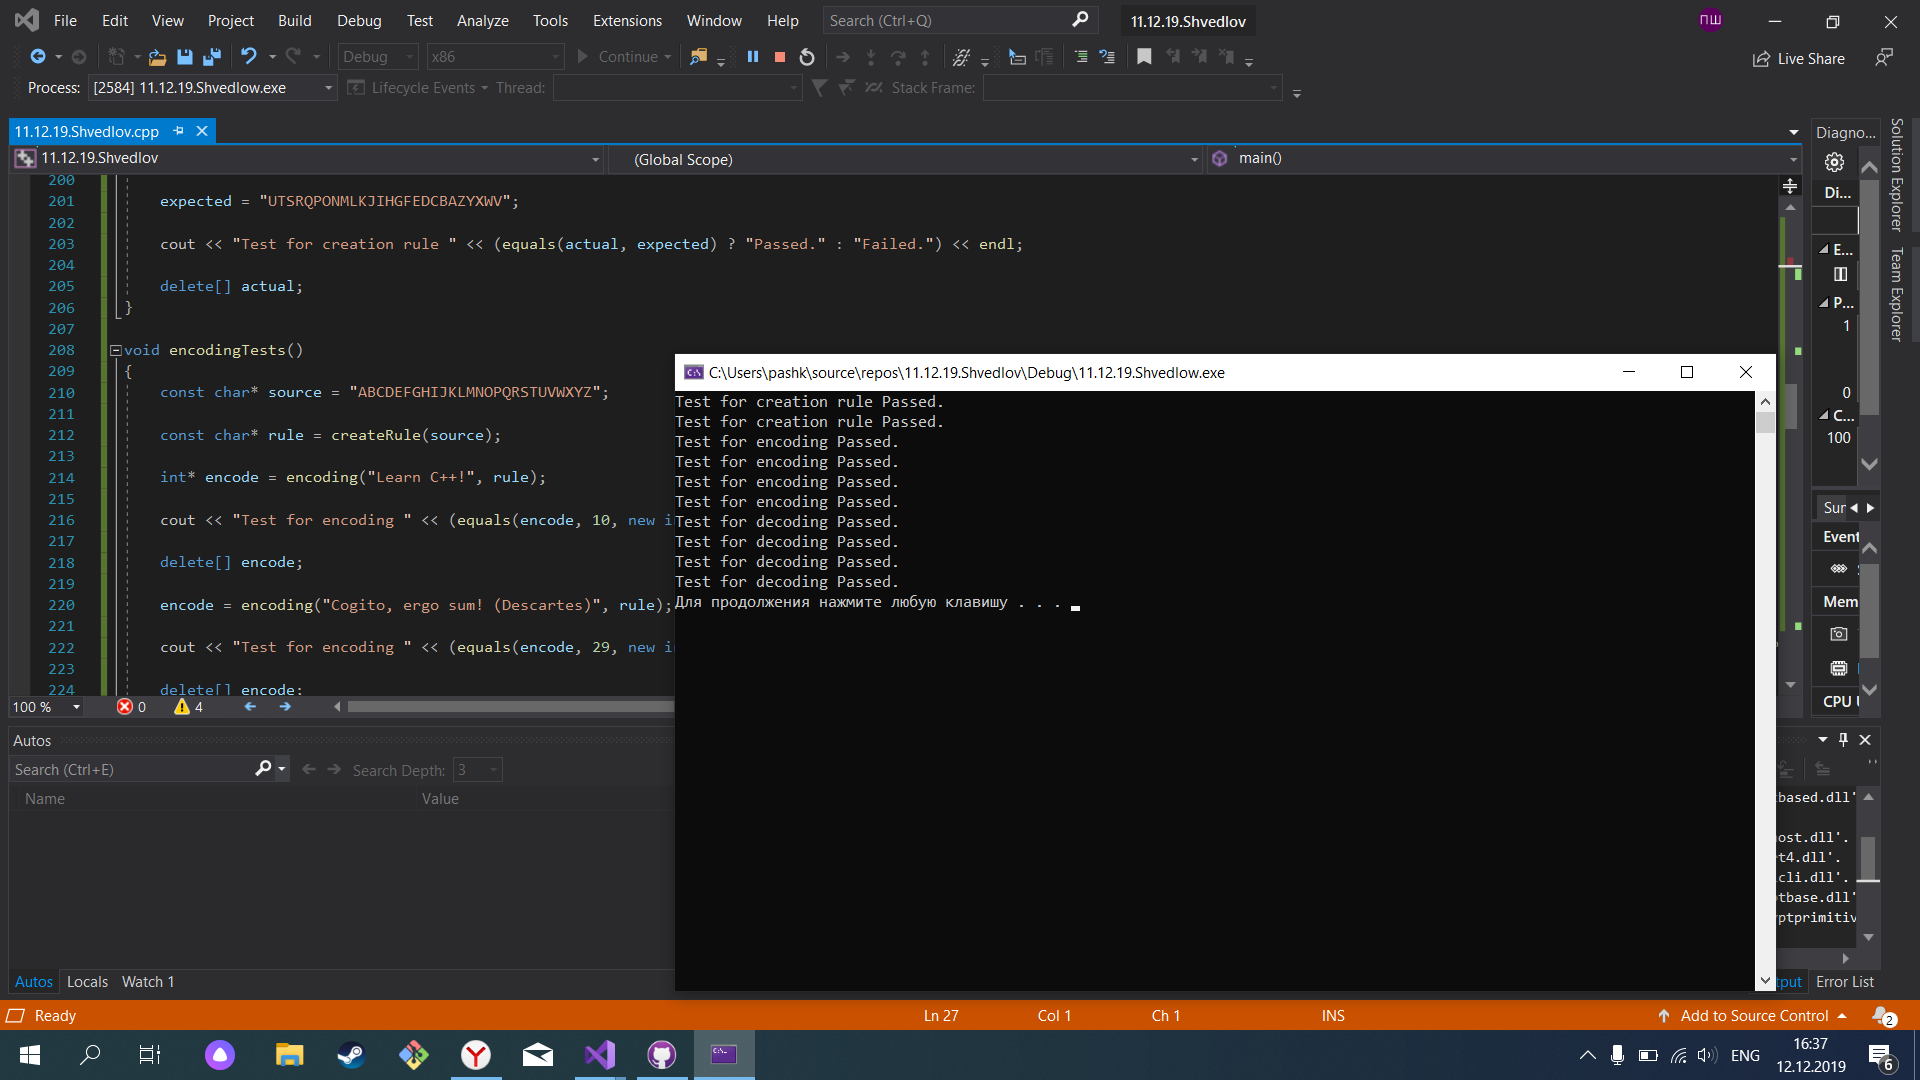 File Edit View Project Build Debug Test Analyze Tools Extensions Window Help Search (Ctrl+Q) 11.12.19.Shvedlov ПШ
Debug x86 Continue Live Share
Process: [2584] 11.12.19.Shvedlow.exe Lifecycle Events Thread: Stack Frame:
11.12.19.Shvedlov.cpp
11.12.19.Shvedlov (Global Scope) main()
200
201 expected = "UTSRQPONMLKJIHGFEDCBAZYXWV";
202
203 cout << "Test for creation rule " << (equals(actual, expected) ? "Passed." : "Failed.") << endl;
204
205 delete[] actual;
206 }
207
208 void encodingTests()
209 {
210 const char* source = "ABCDEFGHIJKLMNOPQRSTUVWXYZ";
211
212 const char* rule = createRule(source);
213
214 int* encode = encoding("Learn C++!", rule);
215
216 cout << "Test for encoding " << (equals(encode, 10, new i
217
218 delete[] encode;
219
220 encode = encoding("Cogito, ergo sum! (Descartes)", rule);
221
222 cout << "Test for encoding " << (equals(encode, 29, new i
223
224 delete[] encode;
100 % 0 4
C:\Users\pashk\source\repos\11.12.19.Shvedlov\Debug\11.12.19.Shvedlow.exe
Test for creation rule Passed.
Test for creation rule Passed.
Test for encoding Passed.
Test for encoding Passed.
Test for encoding Passed.
Test for encoding Passed.
Test for decoding Passed.
Test for decoding Passed.
Test for decoding Passed.
Test for decoding Passed.
Для продолжения нажмите любую клавишу . . .
Diagno...
Di...
E...
P...
1
0
C...
100
Sur
Event
Mem
CPU
Solution Explorer
Team Explorer
Autos
Search (Ctrl+E) Search Depth: 3
Name Value
tbased.dll'
ost.dll'.
t4.dll'.
cli.dll'.
tbase.dll'
ptprimitiv
Autos Locals Watch 1
put Error List
Ready Ln 27 Col 1 Ch 1 INS Add to Source Control 2
ENG 16:37
12.12.2019
6